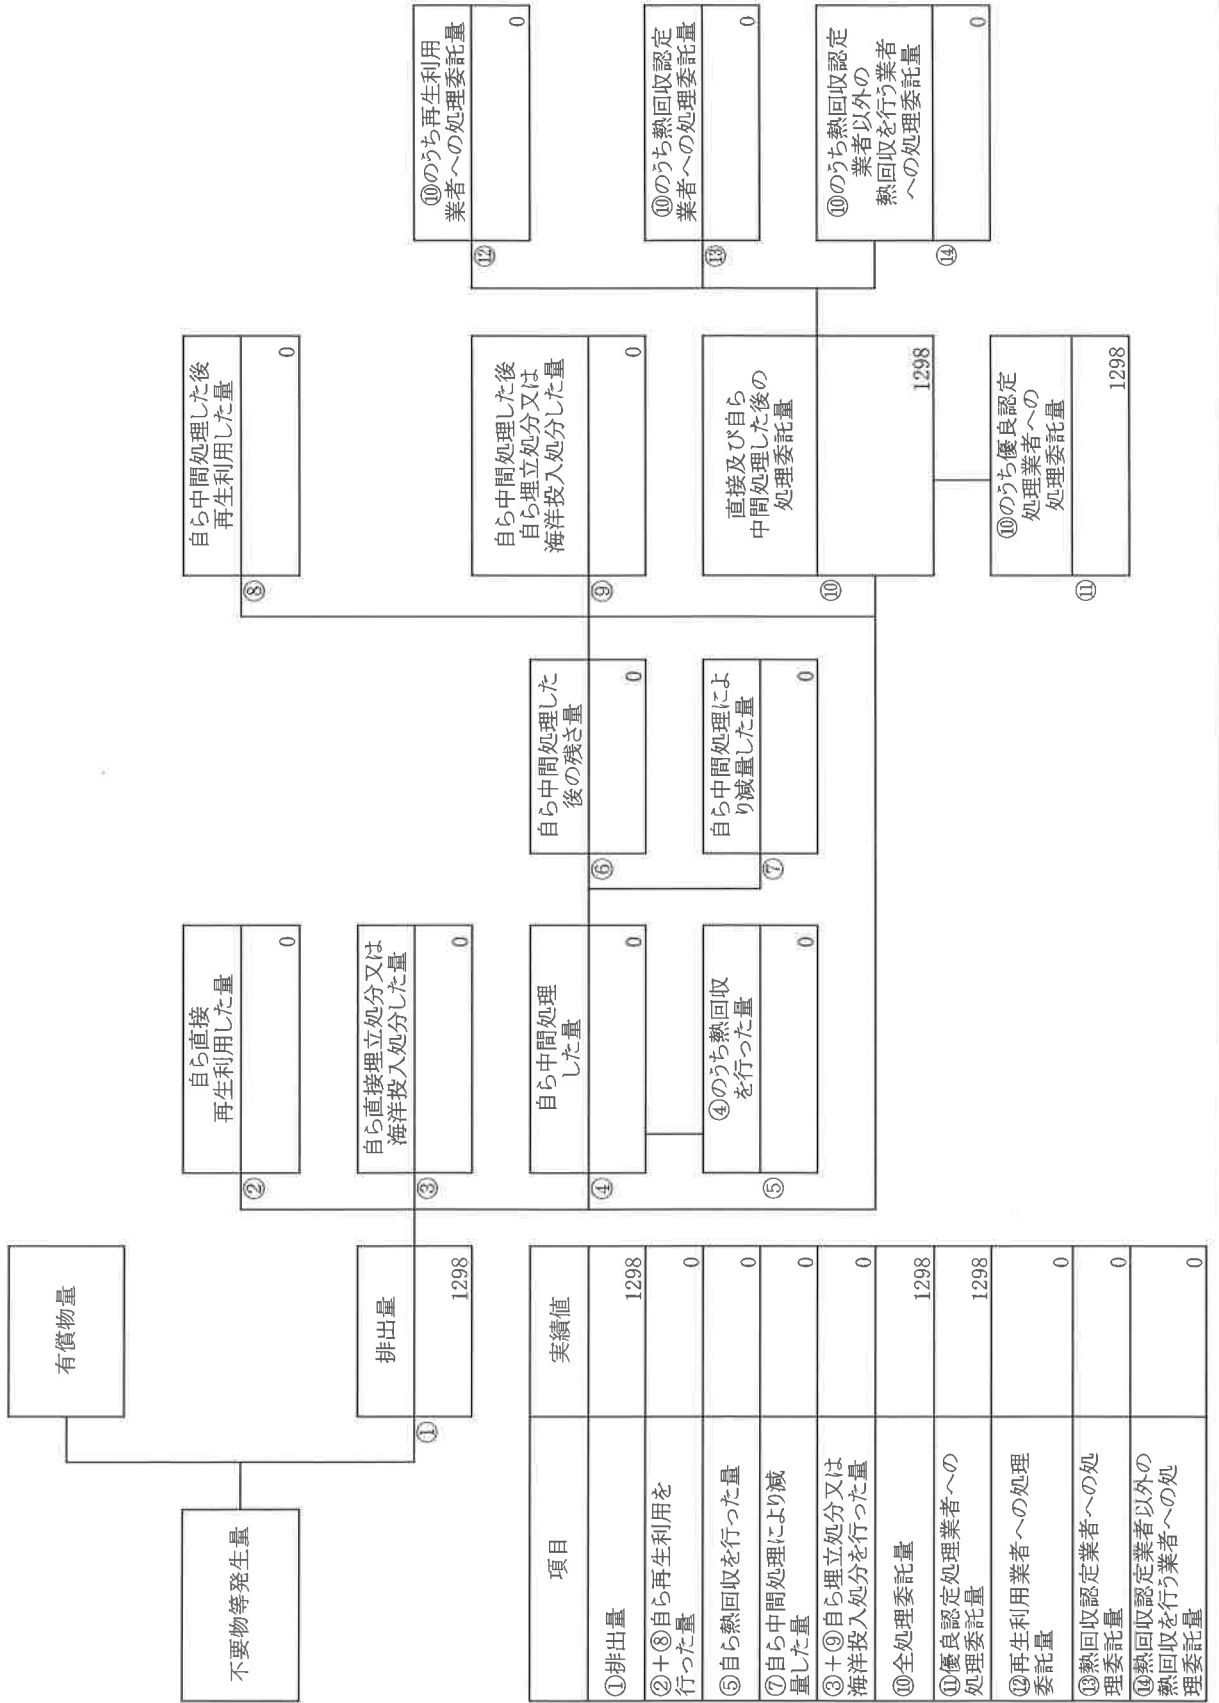 有償物量
不要物等発生量
①
排出量
1298
②
自ら直接
再生利用した量
0
③
自ら直接埋立処分又は
海洋投入処分した量
0
④
自ら中間処理
した量
0
⑤
④のうち熱回収
を行った量
0
⑥
自ら中間処理した
後の残さ量
0
⑦
自ら中間処理によ
り減量した量
0
⑧
自ら中間処理した後
再生利用した量
0
⑨
自ら中間処理した後
自ら埋立処分又は
海洋投入処分した量
0
⑩
直接及び自ら
中間処理した後の
処理委託量
1298
⑪
⑩のうち優良認定
処理業者への
処理委託量
1298
⑫
⑩のうち再生利用
業者への処理委託量
0
⑬
⑩のうち熱回収認定
業者への処理委託量
0
⑭
⑩のうち熱回収認定
業者以外の
熱回収を行う業者
への処理委託量
0
項目 実績値
①排出量 1298
②+⑧自ら再生利用を
行った量 0
⑤自ら熱回収を行った量 0
⑦自ら中間処理により減
量した量 0
③+⑨自ら埋立処分又は
海洋投入処分を行った量 0
⑩全処理委託量 1298
⑪優良認定処理業者への
処理委託量 1298
⑫再生利用業者への処理
委託量 0
⑬熱回収認定業者への処
理委託量 0
⑭熱回収認定業者以外の
熱回収を行う業者への処
理委託量 0